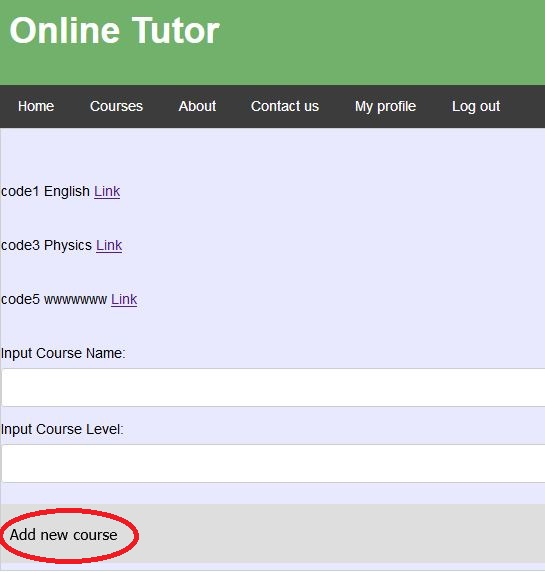 Online Tutor
Home Courses About Contact us My profile Log out
code1 English Link
code3 Physics Link
code5 wwwwwww Link
Input Course Name:
Input Course Level:
Add new course